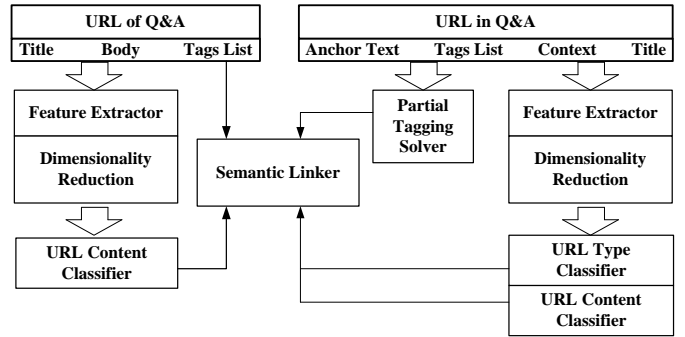 URL of Q&A
Title Body Tags List
URL in Q&A
Anchor Text Tags List Context Title
Feature Extractor
Dimensionality
Reduction
URL Content
Classifier
Semantic Linker
Partial
Tagging
Solver
Feature Extractor
Dimensionality
Reduction
URL Type
Classifier
URL Content
Classifier